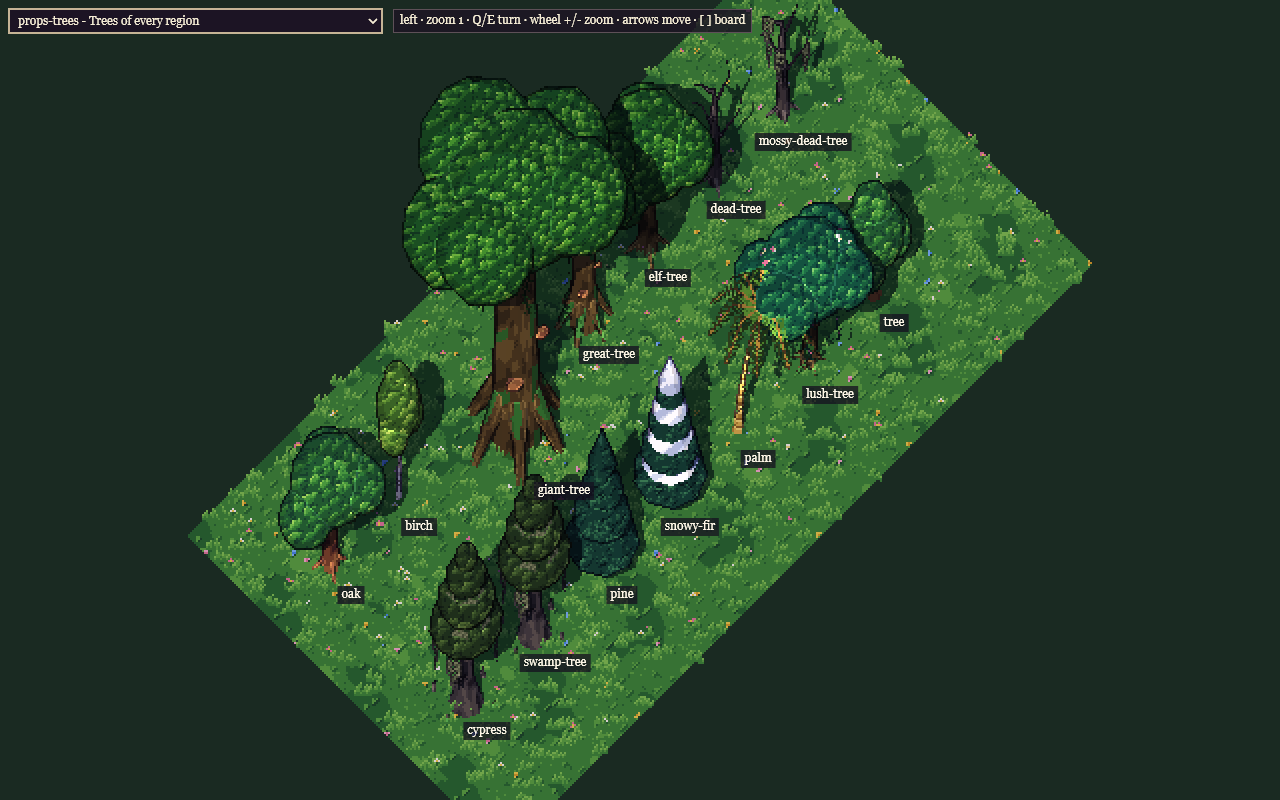 props-trees - Trees of every region
left · zoom 1 · Q/E turn · wheel +/- zoom · arrows move · [ ] board
mossy-dead-tree
dead-tree
elf-tree
tree
great-tree
lush-tree
palm
giant-tree
birch
snowy-fir
oak
pine
swamp-tree
cypress